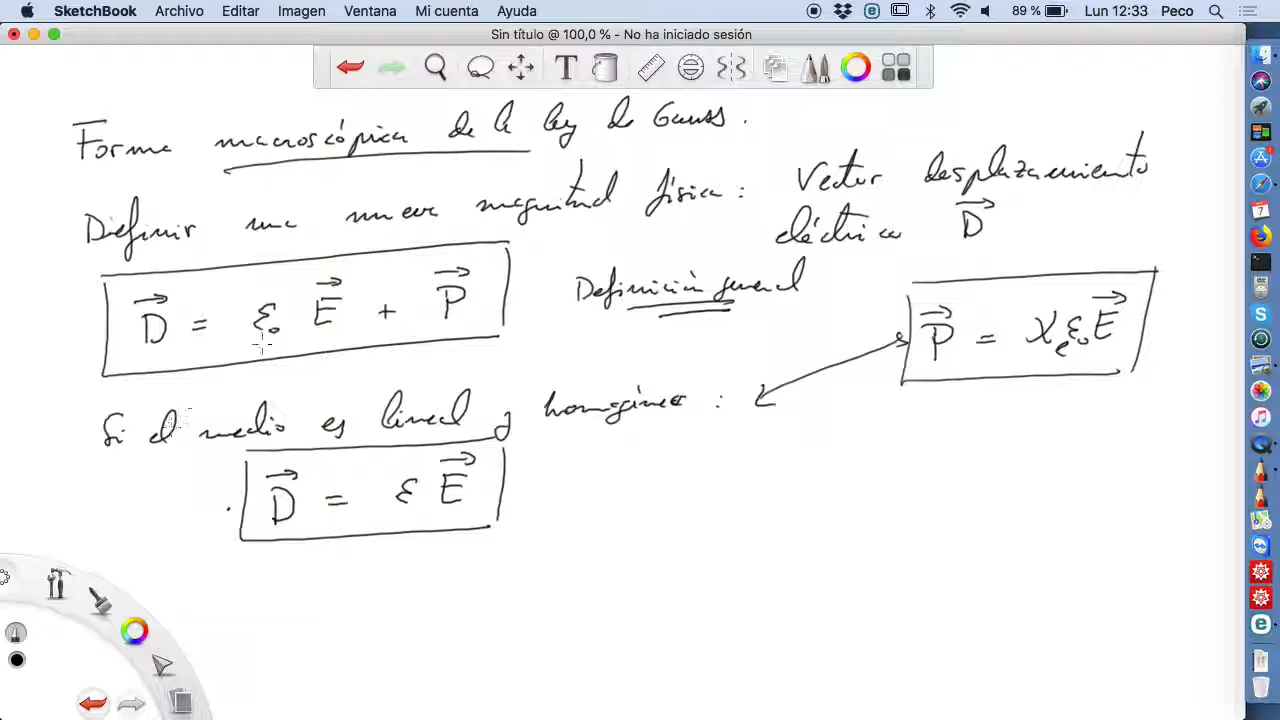 SketchBook Archivo Editar Imagen Ventana Mi cuenta Ayuda 89 % Lun 12:33 Peco
Sin título @ 100,0 % - No ha iniciado sesión
Forma macroscópica de la ley de Gauss.
Definir una nueva magnitud física: Vector desplazamiento
eléctrico D⃗
D⃗ = ε₀ E⃗ + P⃗
Definición general
P⃗ = χₑε₀E⃗
Si el medio es lineal y homogéneo :
D⃗ = ε E⃗